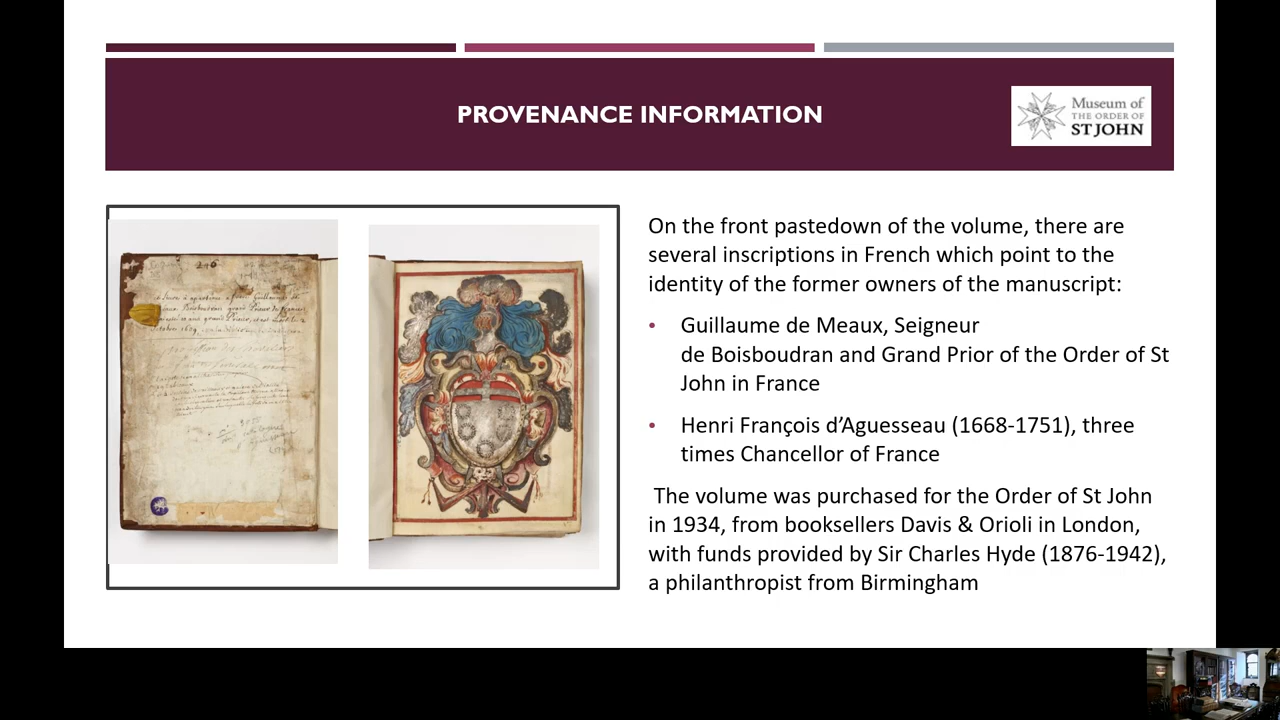 PROVENANCE INFORMATION
Museum of
THE ORDER OF
ST JOHN
On the front pastedown of the volume, there are
several inscriptions in French which point to the
identity of the former owners of the manuscript:
• Guillaume de Meaux, Seigneur
de Boisboudran and Grand Prior of the Order of St
John in France
• Henri François d’Aguesseau (1668-1751), three
times Chancellor of France
The volume was purchased for the Order of St John
in 1934, from booksellers Davis & Orioli in London,
with funds provided by Sir Charles Hyde (1876-1942),
a philanthropist from Birmingham